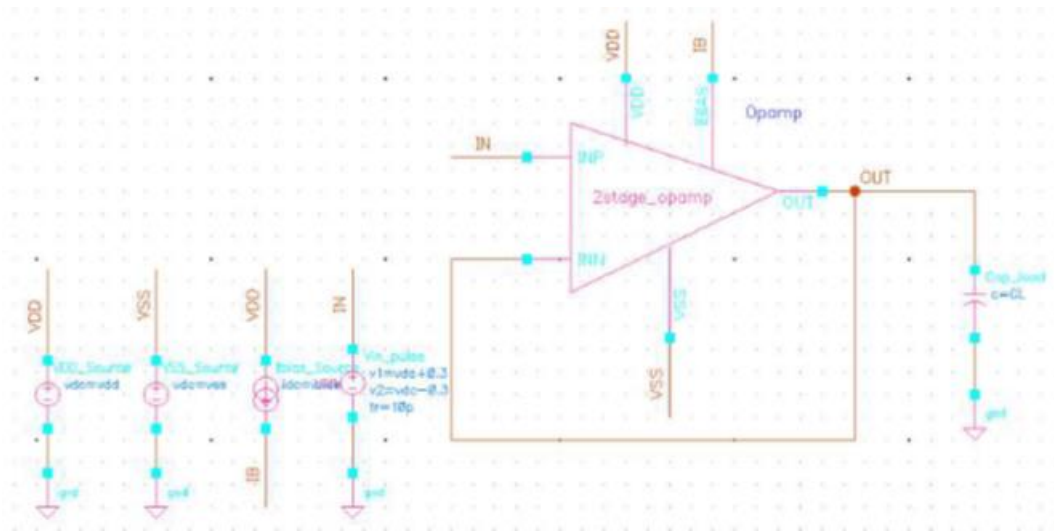 VDD
IB
VDD
Opamp
IN
INP
2stage_opamp
OUT
OUT
INN
VSS
VSS
Cap_load
c=CL
gnd
VDD
VSS
VDD
IN
VDD_Source
vdc=vdd
VSS_Source
vdc=vss
Vin_pulse
v1=vdc+0.3
v2=vdc-0.3
tr=10p
IB
gnd
gnd
gnd